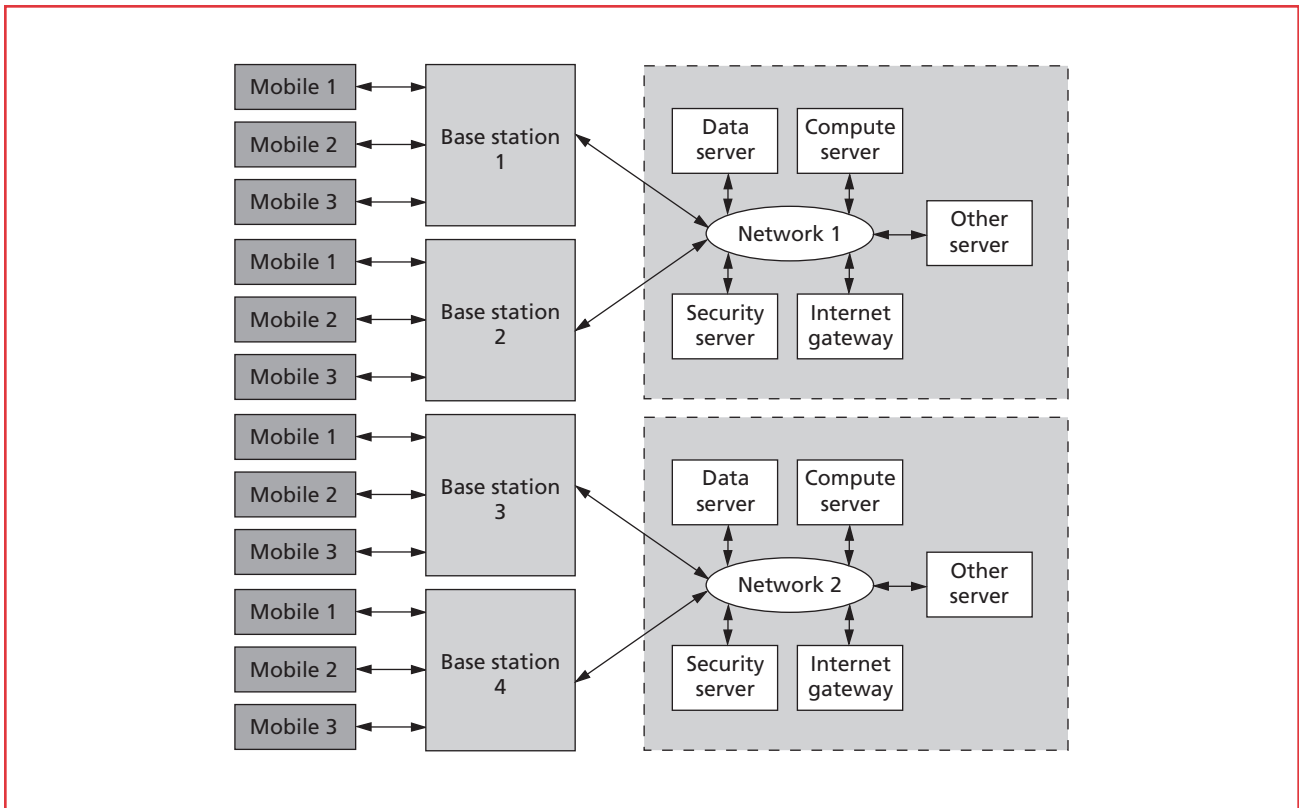 Mobile 1
Mobile 2
Mobile 3
Base station
1
Mobile 1
Mobile 2
Mobile 3
Base station
2
Mobile 1
Mobile 2
Mobile 3
Base station
3
Mobile 1
Mobile 2
Mobile 3
Base station
4
Data
server
Compute
server
Network 1
Other
server
Security
server
Internet
gateway
Data
server
Compute
server
Network 2
Other
server
Security
server
Internet
gateway